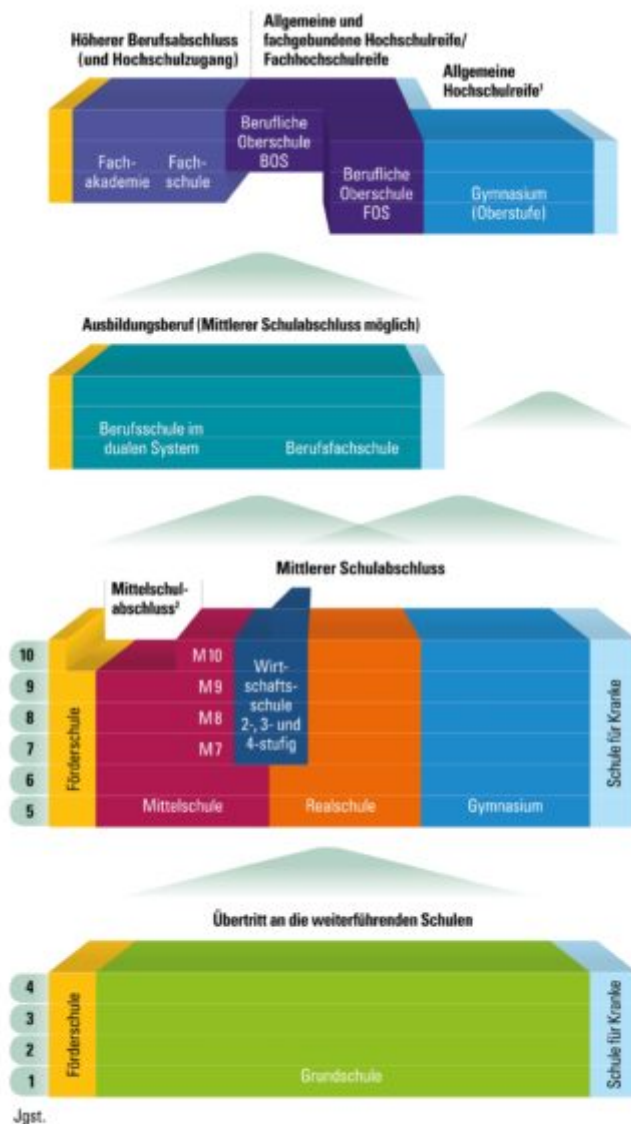 Höherer Berufsabschluss
(und Hochschulzugang)
Allgemeine und
fachgebundene Hochschulreife/
Fachhochschulreife
Allgemeine
Hochschulreife¹
Fach-
akademie
Fach-
schule
Berufliche
Oberschule
BOS
Berufliche
Oberschule
FOS
Gymnasium
(Oberstufe)
Ausbildungsberuf (Mittlerer Schulabschluss möglich)
Berufsschule im
dualen System
Berufsfachschule
Mittlerer Schulabschluss
Mittelschul-
abschluss²
10
9
8
7
6
5
Förderschule
M10
M9
M8
M7
Mittelschule
Wirt-
schafts-
schule
2-, 3- und
4-stufig
Realschule
Gymnasium
Schule für Kranke
Übertritt an die weiterführenden Schulen
4
3
2
1
Förderschule
Grundschule
Schule für Kranke
Jgst.